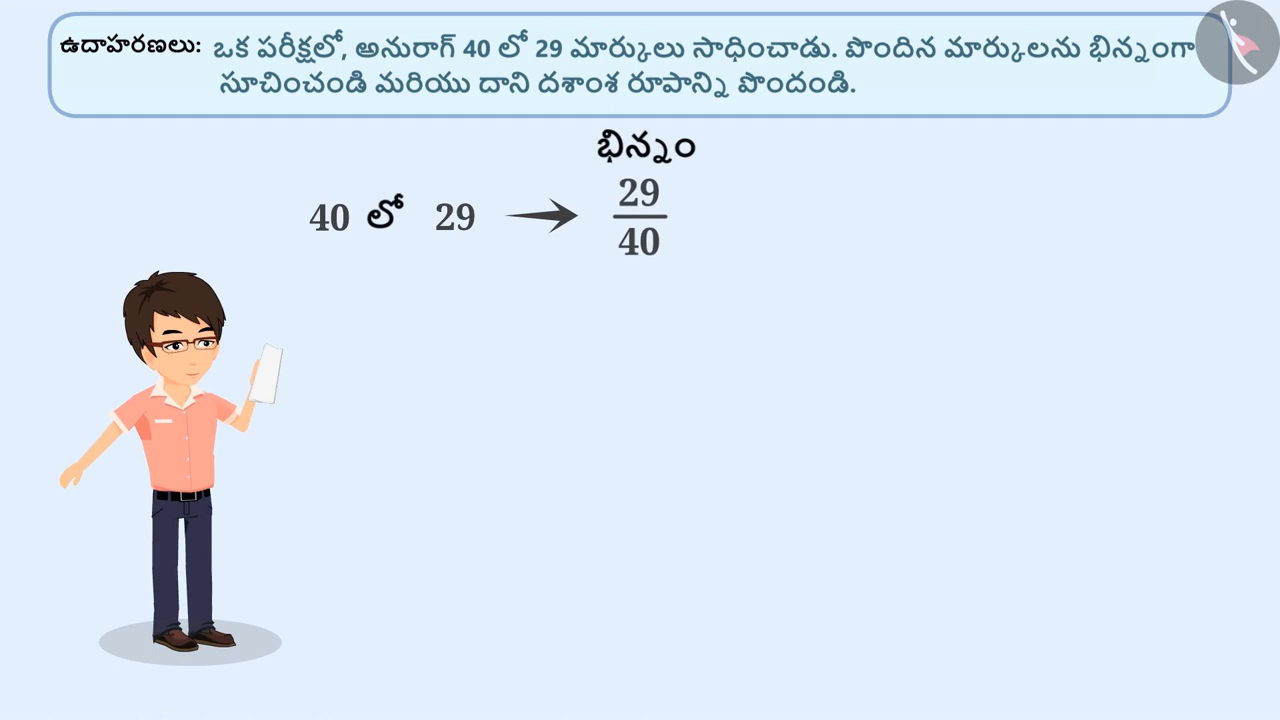 ఉదాహరణలు: ఒక పరీక్షలో, అనురాగ్ 40 లో 29 మార్కులు సాధించాడు. పొందిన మార్కులను భిన్నంగా
సూచించండి మరియు దాని దశాంశ రూపాన్ని పొందండి.
భిన్నం
40 లో 29 → 29/40